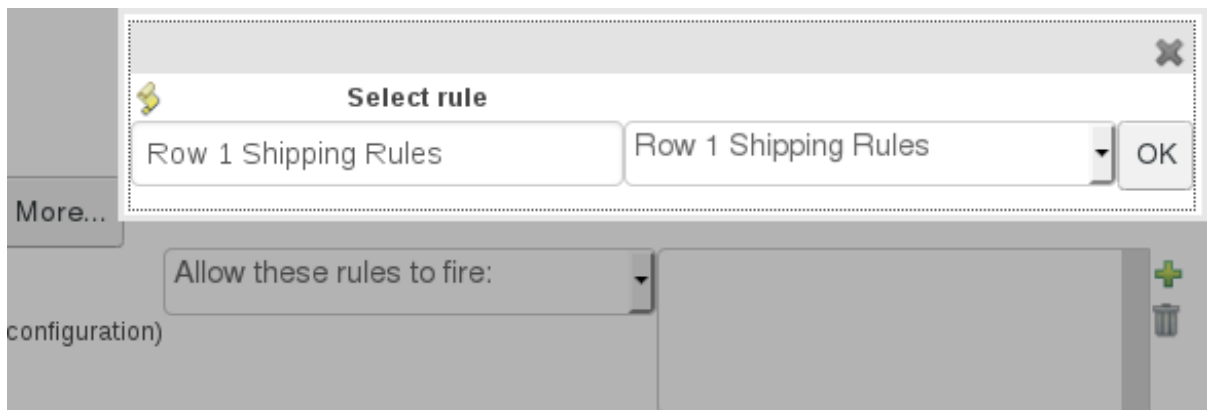 Select rule
Row 1 Shipping Rules
Row 1 Shipping Rules
OK
More...
Allow these rules to fire:
configuration)